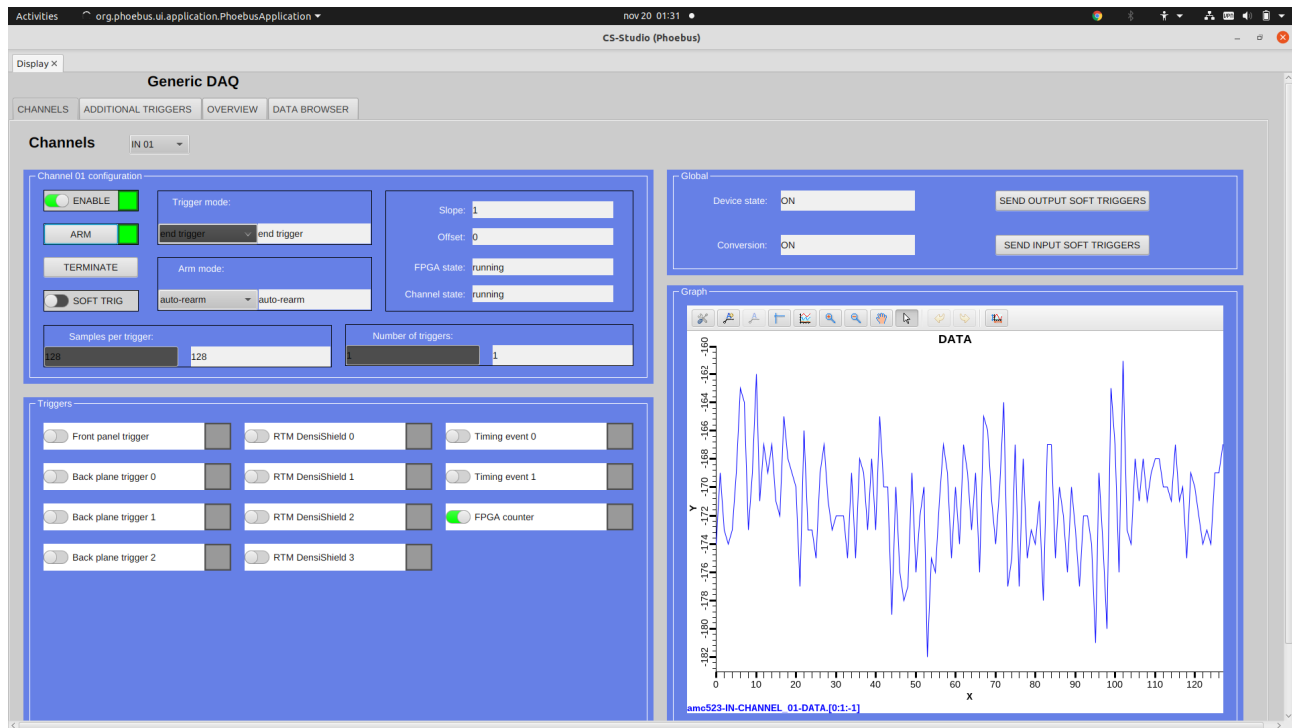 Activities org.phoebus.ui.application.PhoebusApplication nov 20 01:31
CS-Studio (Phoebus)
Display
Generic DAQ
CHANNELS ADDITIONAL TRIGGERS OVERVIEW DATA BROWSER
Channels IN 01
Channel 01 configuration
ENABLE
ARM
TERMINATE
SOFT TRIG
Trigger mode:
end trigger end trigger
Arm mode:
auto-rearm auto-rearm
Slope: 1
Offset: 0
FPGA state: running
Channel state: running
Samples per trigger:
128 128
Number of triggers:
1 1
Global
Device state: ON SEND OUTPUT SOFT TRIGGERS
Conversion: ON SEND INPUT SOFT TRIGGERS
Triggers
Front panel trigger RTM DensiShield 0 Timing event 0
Back plane trigger 0 RTM DensiShield 1 Timing event 1
Back plane trigger 1 RTM DensiShield 2 FPGA counter
Back plane trigger 2 RTM DensiShield 3
Graph
DATA
-160
-162
-164
-166
-168
-170
-172
-174
-176
-178
-180
-182
Y
0 10 20 30 40 50 60 70 80 90 100 110 120
X
amc523-IN-CHANNEL_01-DATA.[0:1:-1]